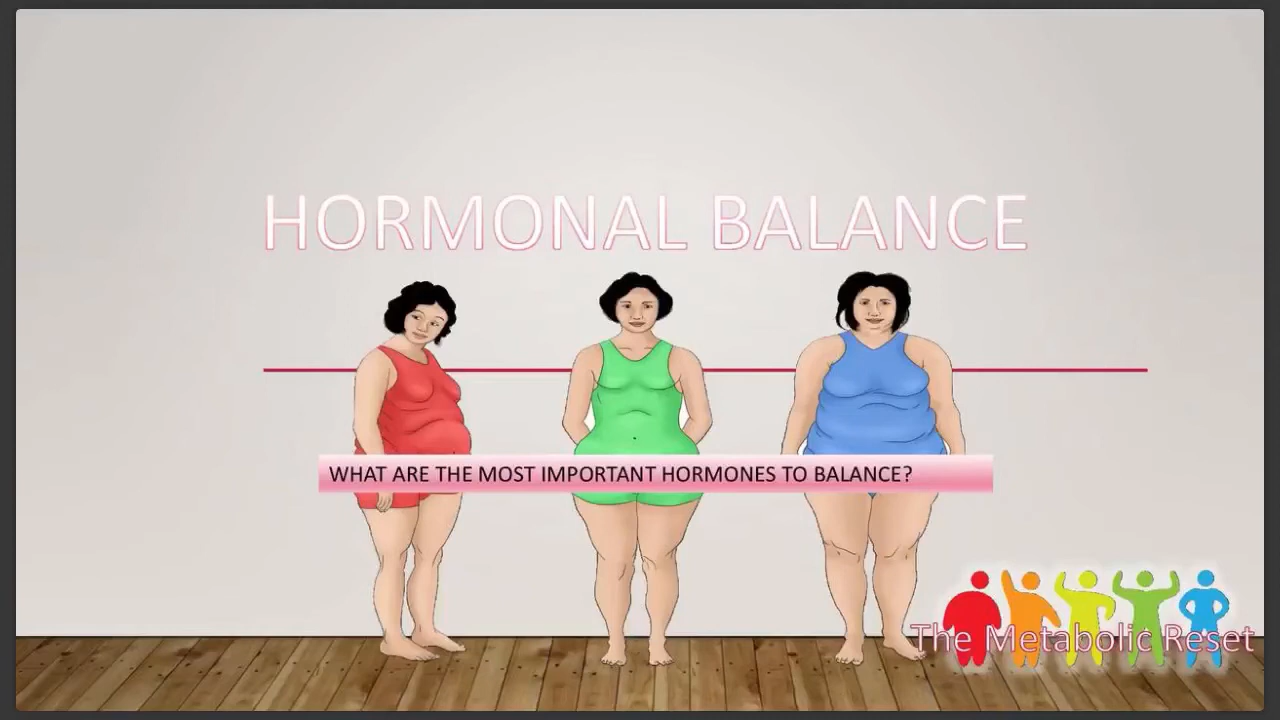 HORMONAL BALANCE
WHAT ARE THE MOST IMPORTANT HORMONES TO BALANCE?
The Metabolic Reset